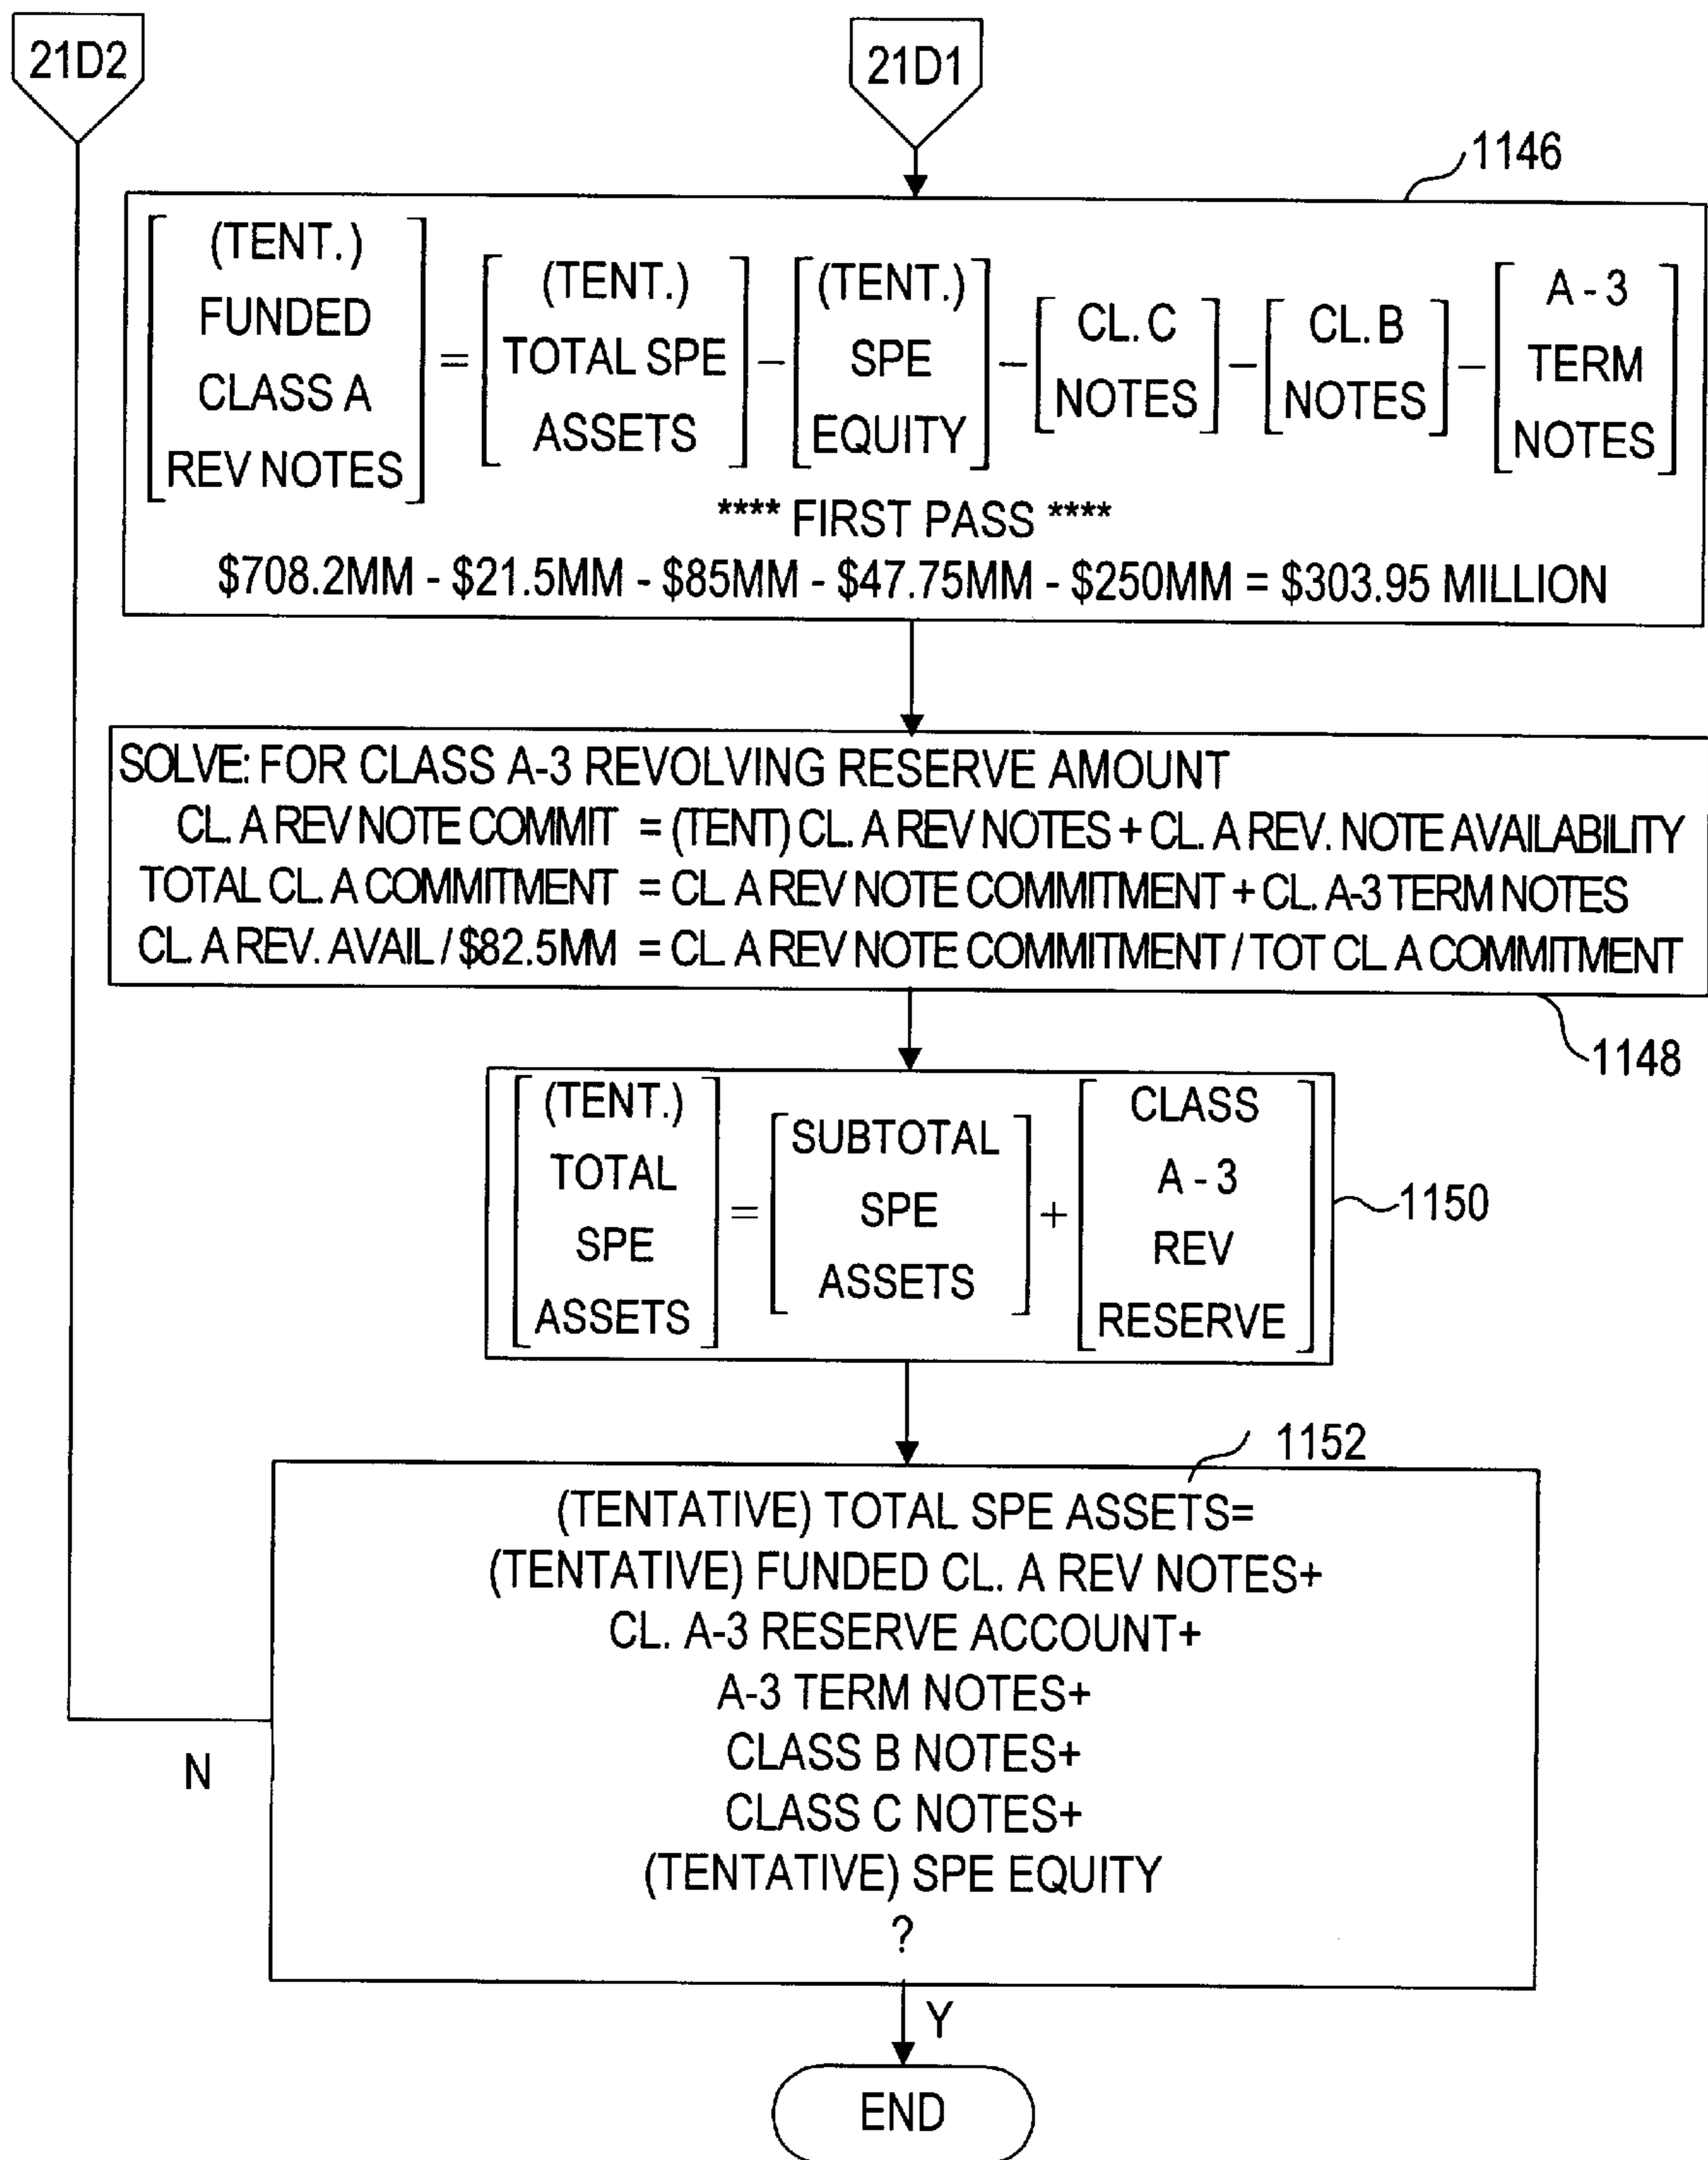 21D2
21D1
1146
(TENT.)
FUNDED
CLASS A
REV NOTES
=
(TENT.)
TOTAL SPE
ASSETS
-
(TENT.)
SPE
EQUITY
-
CL. C
NOTES
-
CL. B
NOTES
-
A - 3
TERM
NOTES
**** FIRST PASS ****
$708.2MM - $21.5MM - $85MM - $47.75MM - $250MM = $303.95 MILLION
SOLVE: FOR CLASS A-3 REVOLVING RESERVE AMOUNT
CL. A REV NOTE COMMIT = (TENT) CL. A REV NOTES + CL. A REV. NOTE AVAILABILITY
TOTAL CL. A COMMITMENT = CL. A REV NOTE COMMITMENT + CL. A-3 TERM NOTES
CL. A REV. AVAIL / $82.5MM = CL. A REV NOTE COMMITMENT / TOT CL. A COMMITMENT
1148
(TENT.)
TOTAL
SPE
ASSETS
=
SUBTOTAL
SPE
ASSETS
+
CLASS
A - 3
REV
RESERVE
1150
1152
(TENTATIVE) TOTAL SPE ASSETS=
(TENTATIVE) FUNDED CL. A REV NOTES+
CL. A-3 RESERVE ACCOUNT+
A-3 TERM NOTES+
CLASS B NOTES+
CLASS C NOTES+
(TENTATIVE) SPE EQUITY
?
N
Y
END